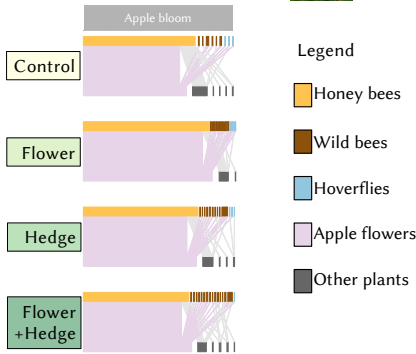 Apple bloom
Control
Flower
Hedge
Flower
+Hedge
Legend
Honey bees
Wild bees
Hoverflies
Apple flowers
Other plants